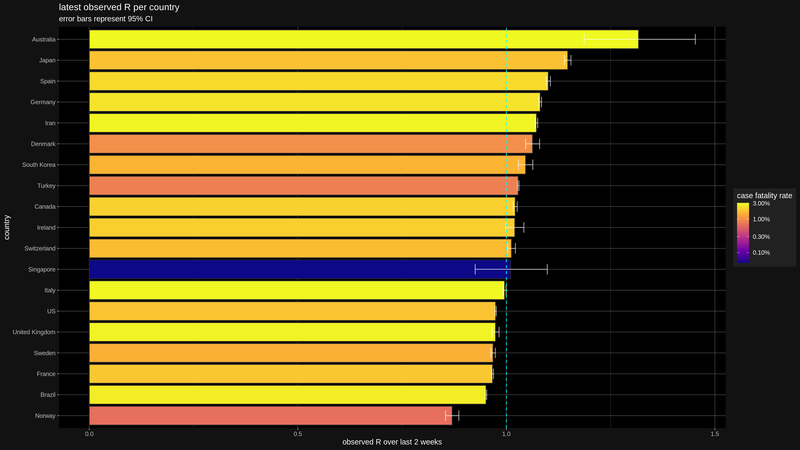 latest observed R per country
error bars represent 95% CI
Australia
Japan
Spain
Germany
Iran
Denmark
South Korea
Turkey
Canada
Ireland
Switzerland
Singapore
Italy
US
United Kingdom
Sweden
France
Brazil
Norway
country
0.0 0.5 1.0 1.5
observed R over last 2 weeks
case fatality rate
3.00%
1.00%
0.30%
0.10%